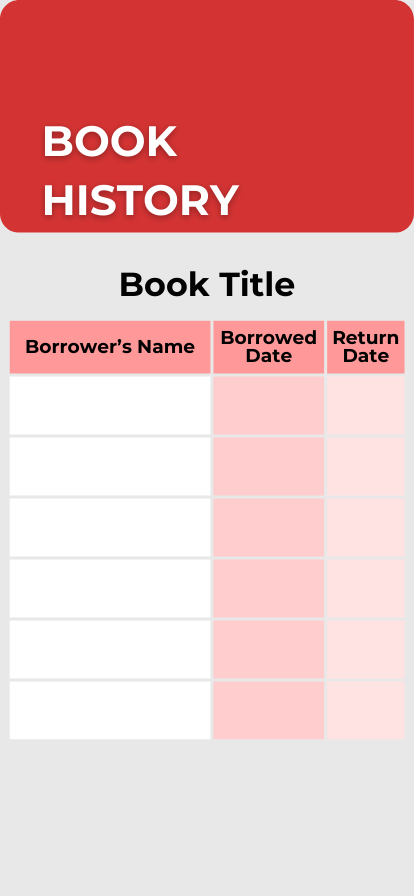 BOOK
HISTORY
Book Title
Borrower’s Name
Borrowed
Date
Return
Date